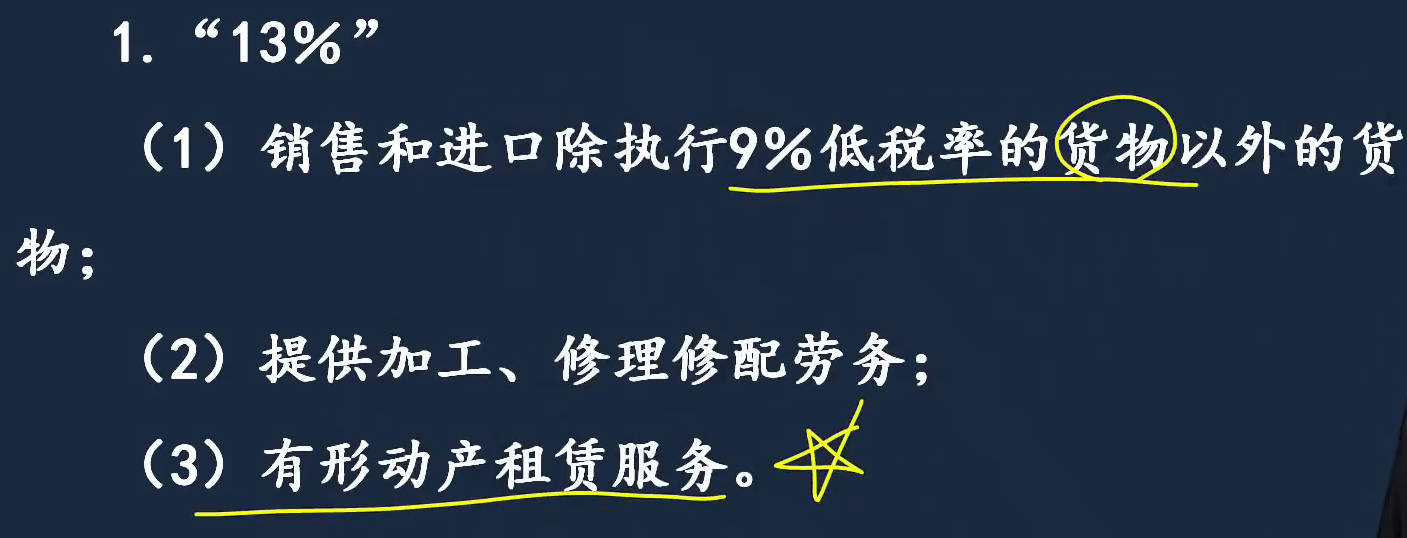 1. “13%”
（1）销售和进口除执行9%低税率的货物以外的货
物；
（2）提供加工、修理修配劳务；
（3）有形动产租赁服务。